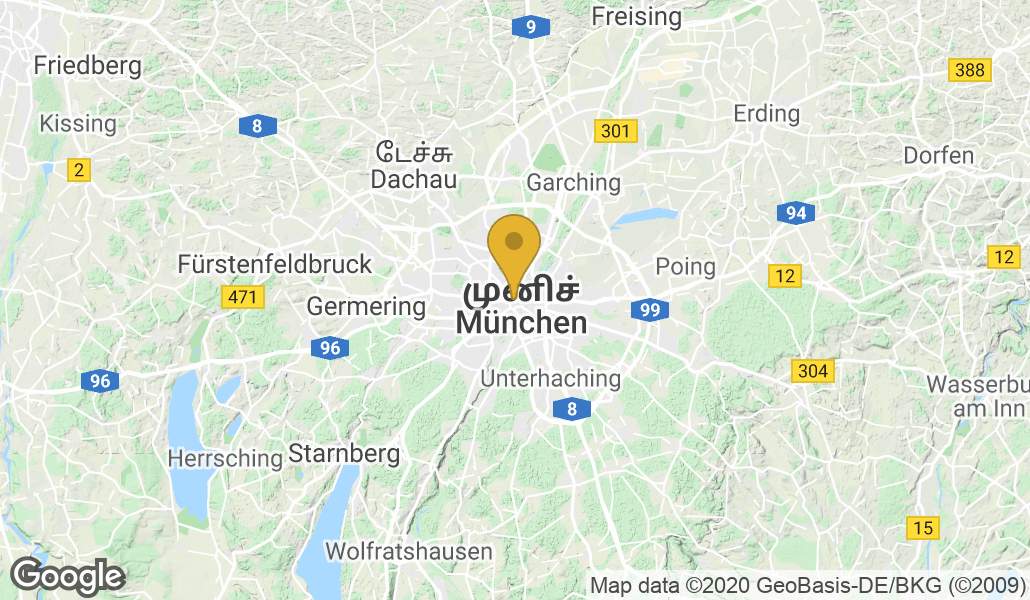 Freising
9
Friedberg
388
Erding
Kissing
8
301
டேச்சு
Dachau
Dorfen
2
Garching
94
Fürstenfeldbruck
Poing
12
12
471
Germering
முனிச்
München
99
96
96
Unterhaching
304
Wasserbu
am Inn
8
Herrsching
Starnberg
15
Wolfratshausen
Google
Map data ©2020 GeoBasis-DE/BKG (©2009)